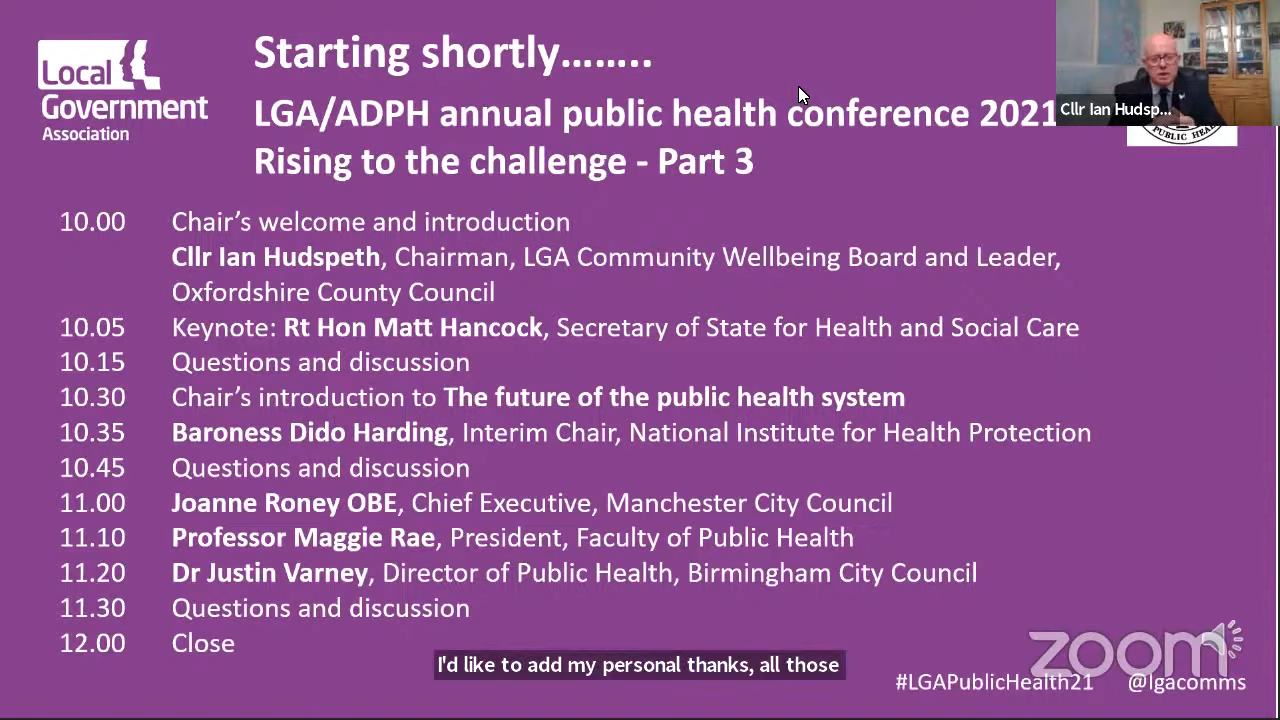 Local
Government
Association
Starting shortly……..
LGA/ADPH annual public health conference 2021
Rising to the challenge - Part 3
Cllr Ian Hudsp...
PUBLIC HEA
10.00 Chair’s welcome and introduction
Cllr Ian Hudspeth, Chairman, LGA Community Wellbeing Board and Leader,
Oxfordshire County Council
10.05 Keynote: Rt Hon Matt Hancock, Secretary of State for Health and Social Care
10.15 Questions and discussion
10.30 Chair’s introduction to The future of the public health system
10.35 Baroness Dido Harding, Interim Chair, National Institute for Health Protection
10.45 Questions and discussion
11.00 Joanne Roney OBE, Chief Executive, Manchester City Council
11.10 Professor Maggie Rae, President, Faculty of Public Health
11.20 Dr Justin Varney, Director of Public Health, Birmingham City Council
11.30 Questions and discussion
12.00 Close
I'd like to add my personal thanks, all those
zoom
#LGAPublicHealth21 @lgacomms